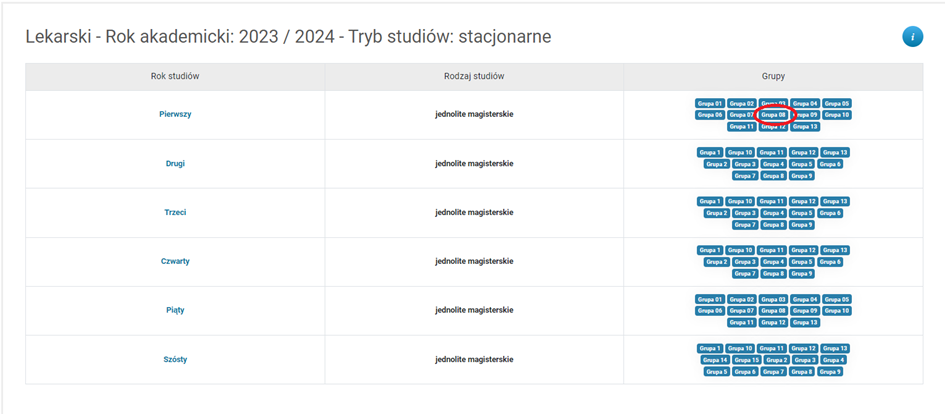 Lekarski - Rok akademicki: 2023 / 2024 - Tryb studiów: stacjonarne
i
Rok studiów Rodzaj studiów Grupy
Pierwszy jednolite magisterskie
Grupa 01 Grupa 02 Grupa 03 Grupa 04 Grupa 05
Grupa 06 Grupa 07 Grupa 08 Grupa 09 Grupa 10
Grupa 11 Grupa 12 Grupa 13
Drugi jednolite magisterskie
Grupa 1 Grupa 10 Grupa 11 Grupa 12 Grupa 13
Grupa 2 Grupa 3 Grupa 4 Grupa 5 Grupa 6
Grupa 7 Grupa 8 Grupa 9
Trzeci jednolite magisterskie
Grupa 1 Grupa 10 Grupa 11 Grupa 12 Grupa 13
Grupa 2 Grupa 3 Grupa 4 Grupa 5 Grupa 6
Grupa 7 Grupa 8 Grupa 9
Czwarty jednolite magisterskie
Grupa 1 Grupa 10 Grupa 11 Grupa 12 Grupa 13
Grupa 2 Grupa 3 Grupa 4 Grupa 5 Grupa 6
Grupa 7 Grupa 8 Grupa 9
Piąty jednolite magisterskie
Grupa 01 Grupa 02 Grupa 03 Grupa 04 Grupa 05
Grupa 06 Grupa 07 Grupa 08 Grupa 09 Grupa 10
Grupa 11 Grupa 12 Grupa 13
Szósty jednolite magisterskie
Grupa 1 Grupa 10 Grupa 11 Grupa 12 Grupa 13
Grupa 14 Grupa 15 Grupa 2 Grupa 3 Grupa 4
Grupa 5 Grupa 6 Grupa 7 Grupa 8 Grupa 9